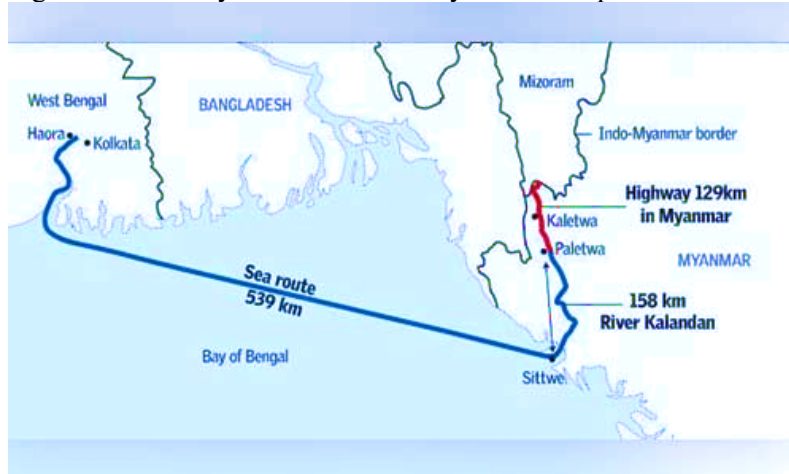 Mizoram
West Bengal
BANGLADESH
Haora
Kolkata
Indo-Myanmar border
Highway 129km
in Myanmar
Kaletwa
Paletwa
MYANMAR
Sea route
539 km
158 km
River Kalandan
Bay of Bengal
Sittwe